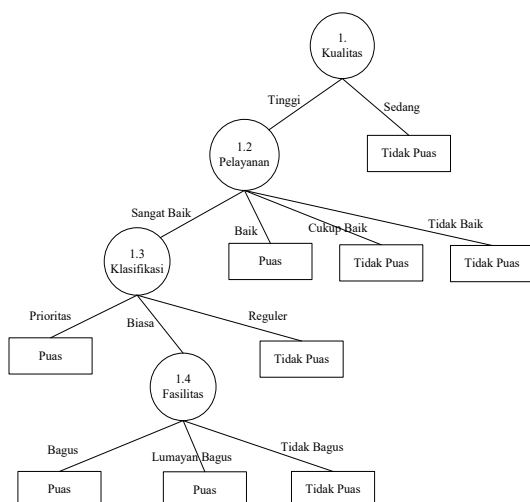 1.
Kualitas
Tinggi
Sedang
1.2
Pelayanan
Tidak Puas
Sangat Baik
Baik
Cukup Baik
Tidak Baik
1.3
Klasifikasi
Puas
Tidak Puas
Tidak Puas
Prioritas
Biasa
Reguler
Puas
Tidak Puas
1.4
Fasilitas
Bagus
Lumayan Bagus
Tidak Bagus
Puas
Puas
Tidak Puas